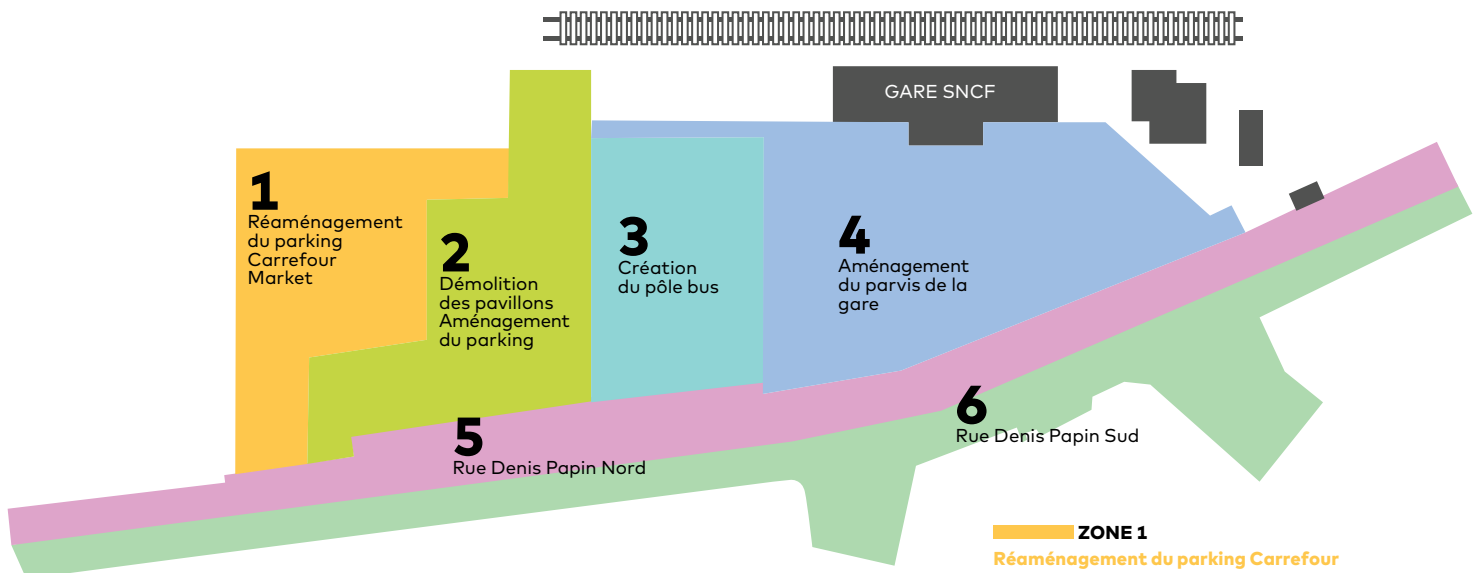 GARE SNCF
1
Réaménagement
du parking
Carrefour
Market
2
Démolition
des pavillons
Aménagement
du parking
3
Création
du pôle bus
4
Aménagement
du parvis de la
gare
5
Rue Denis Papin Nord
6
Rue Denis Papin Sud
ZONE 1
Réaménagement du parking Carrefour